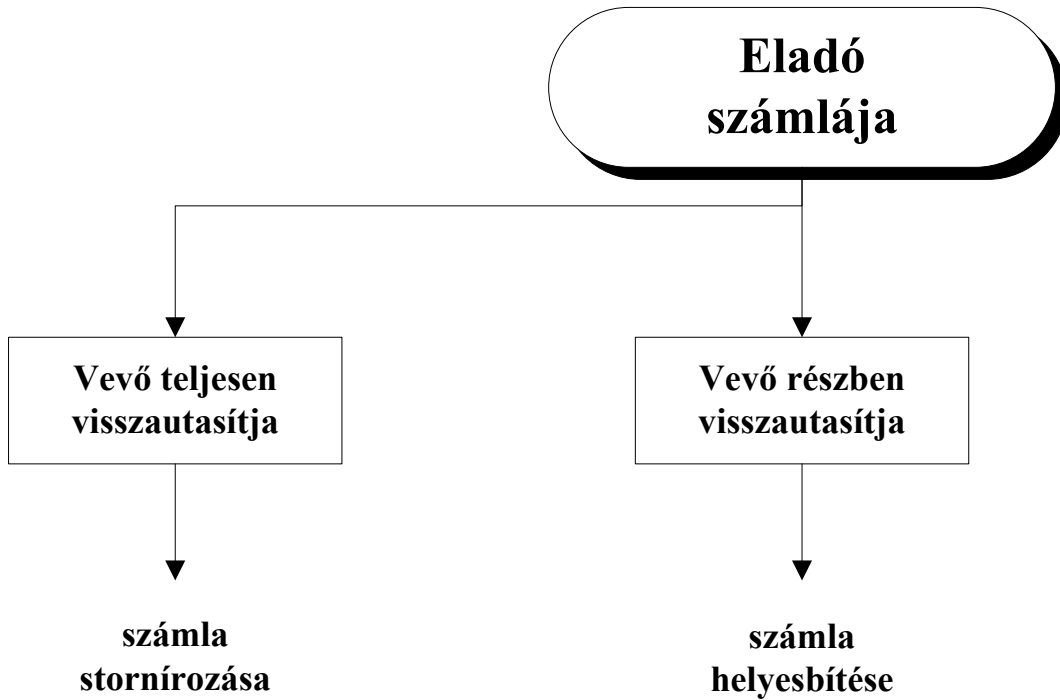 Eladó
számlája
Vevő teljesen
visszautasítja
Vevő részben
visszautasítja
számla
stornírozása
számla
helyesbítése